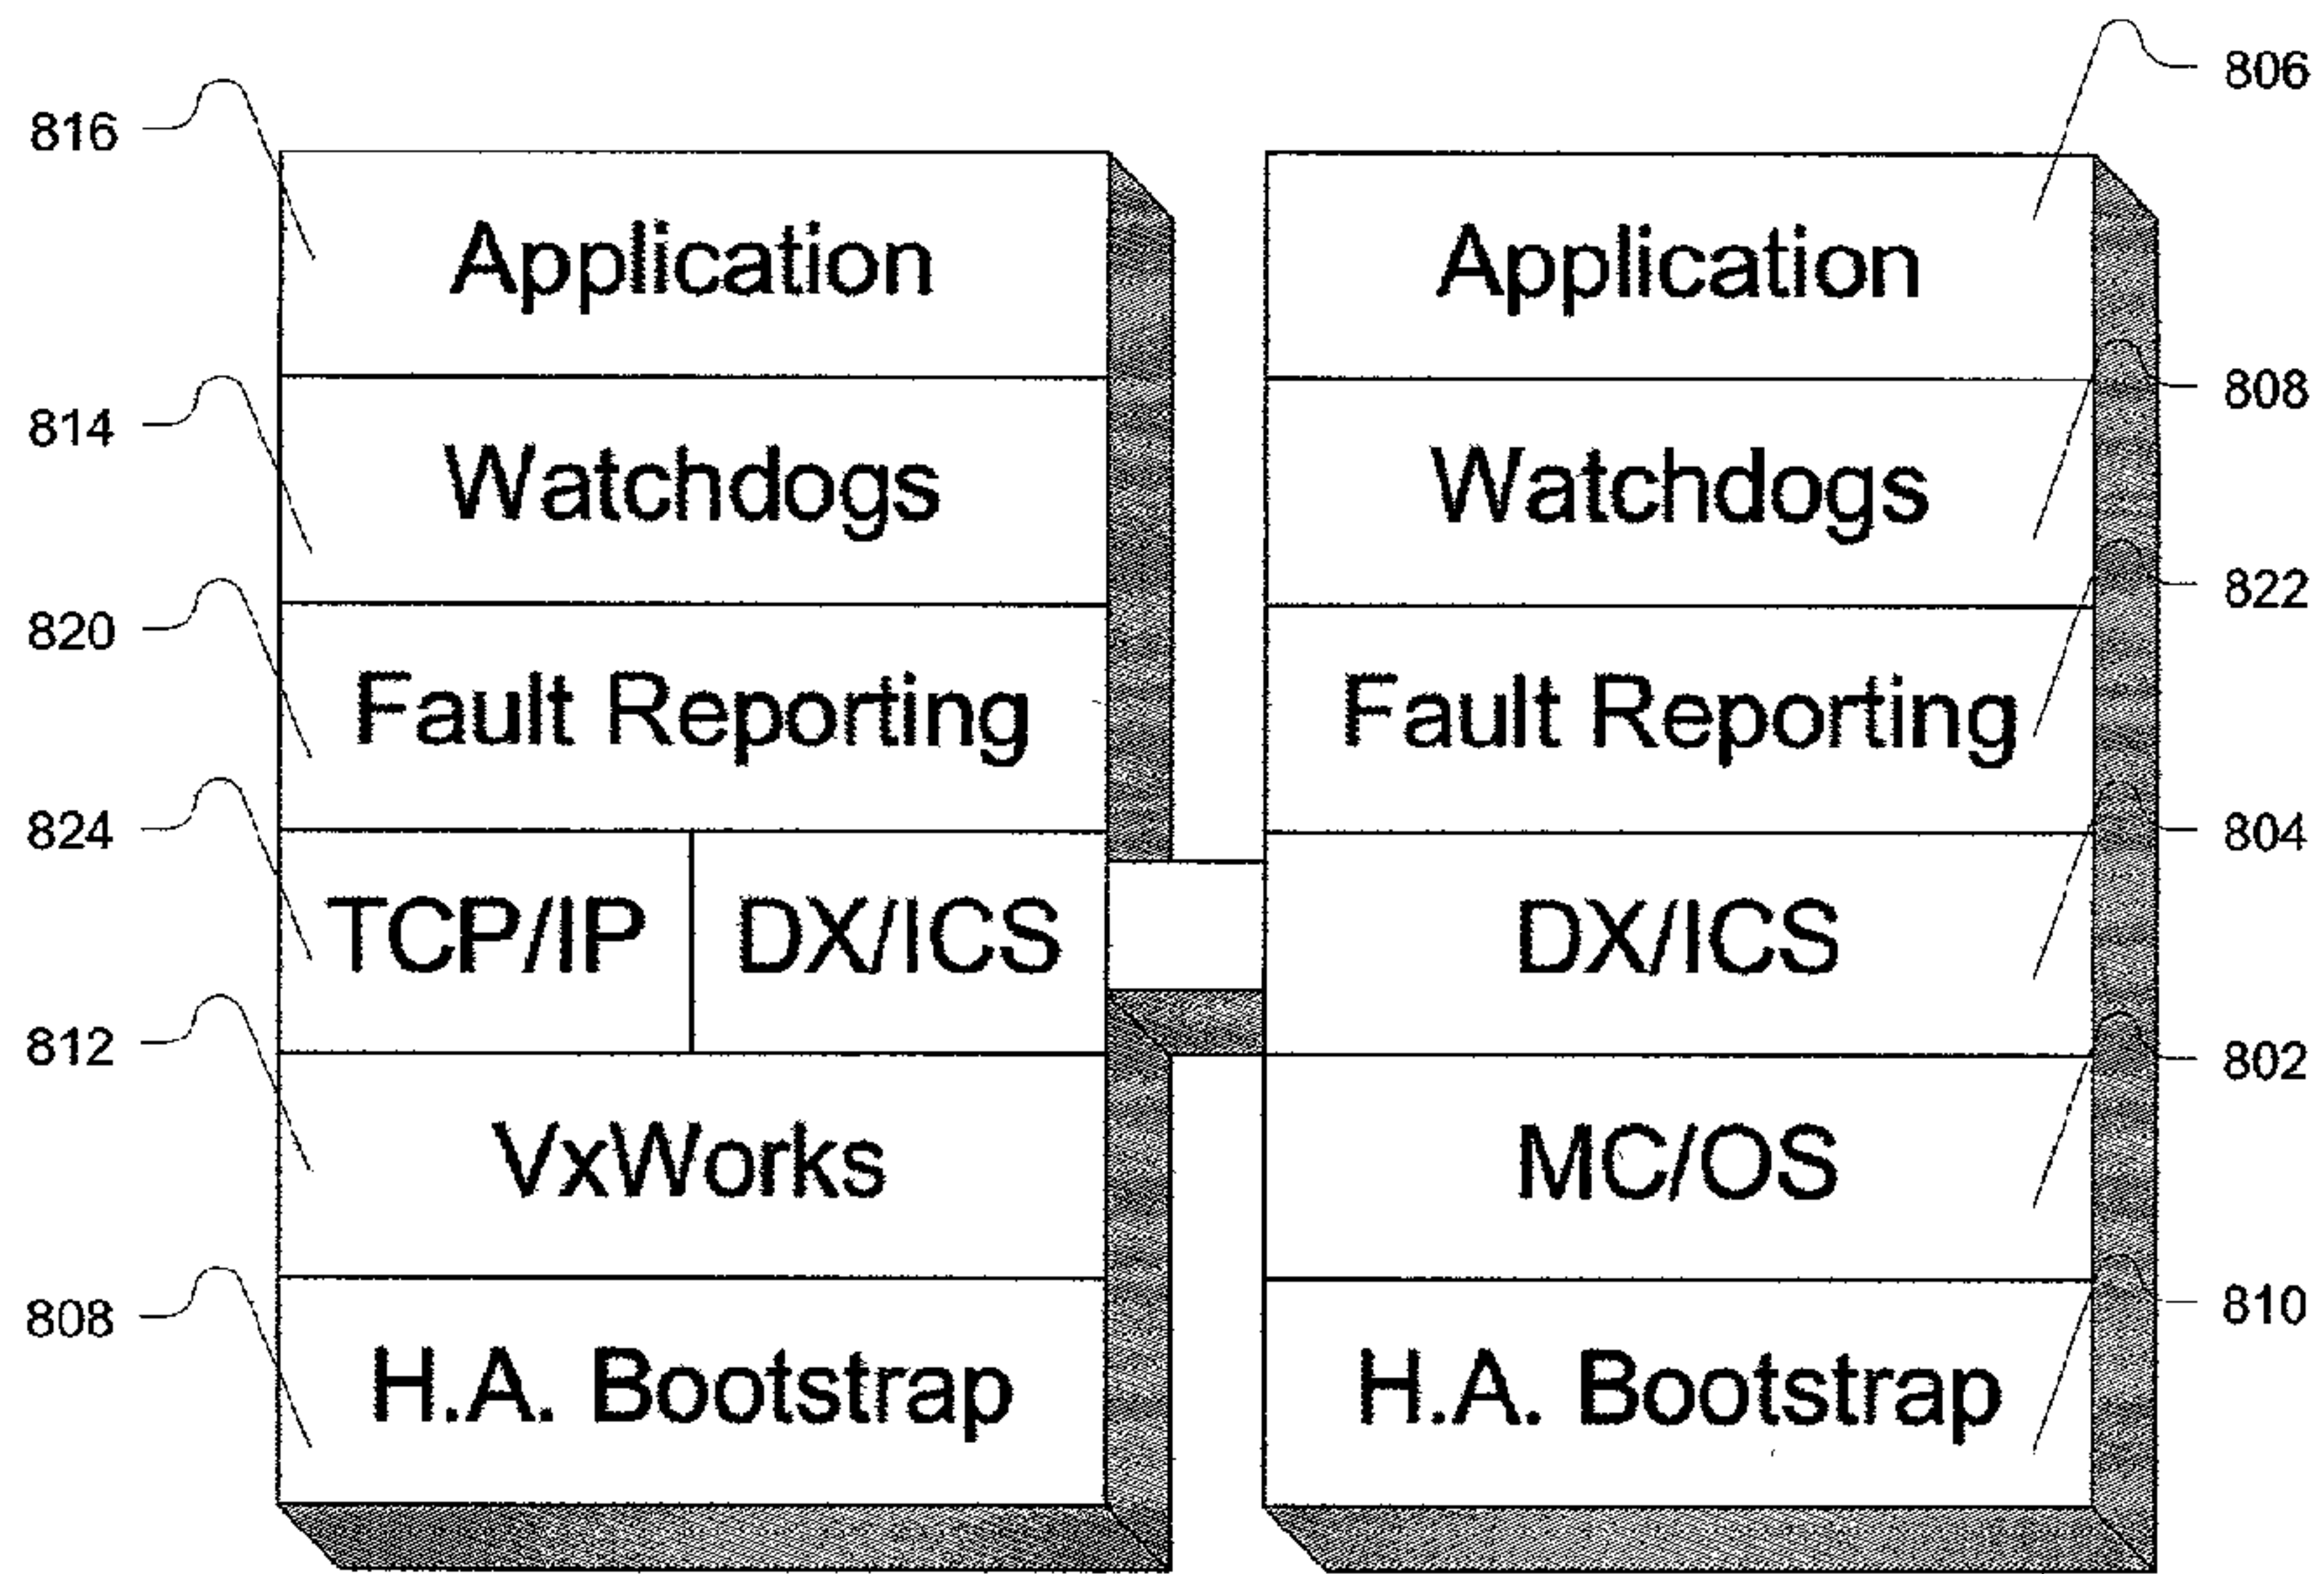 806
816
Application
Application
808
814
Watchdogs
Watchdogs
822
820
Fault Reporting
Fault Reporting
824
804
TCP/IP DX/ICS
DX/ICS
812
802
VxWorks
MC/OS
808
810
H.A. Bootstrap
H.A. Bootstrap